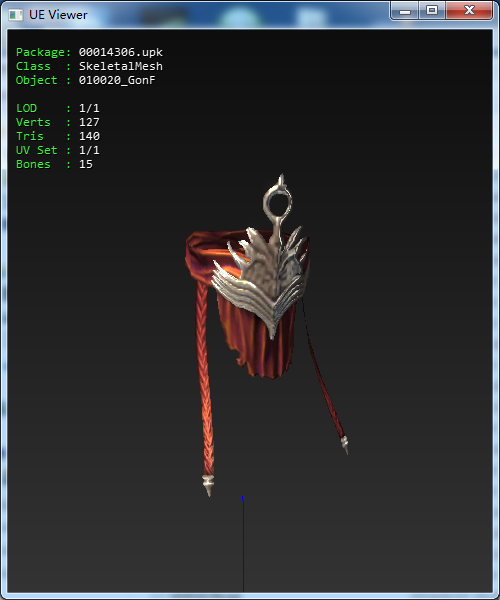 UE Viewer
Package: 00014306.upk
Class : SkeletalMesh
Object : 010020_GonF
LOD : 1/1
Verts : 127
Tris : 140
UV Set : 1/1
Bones : 15